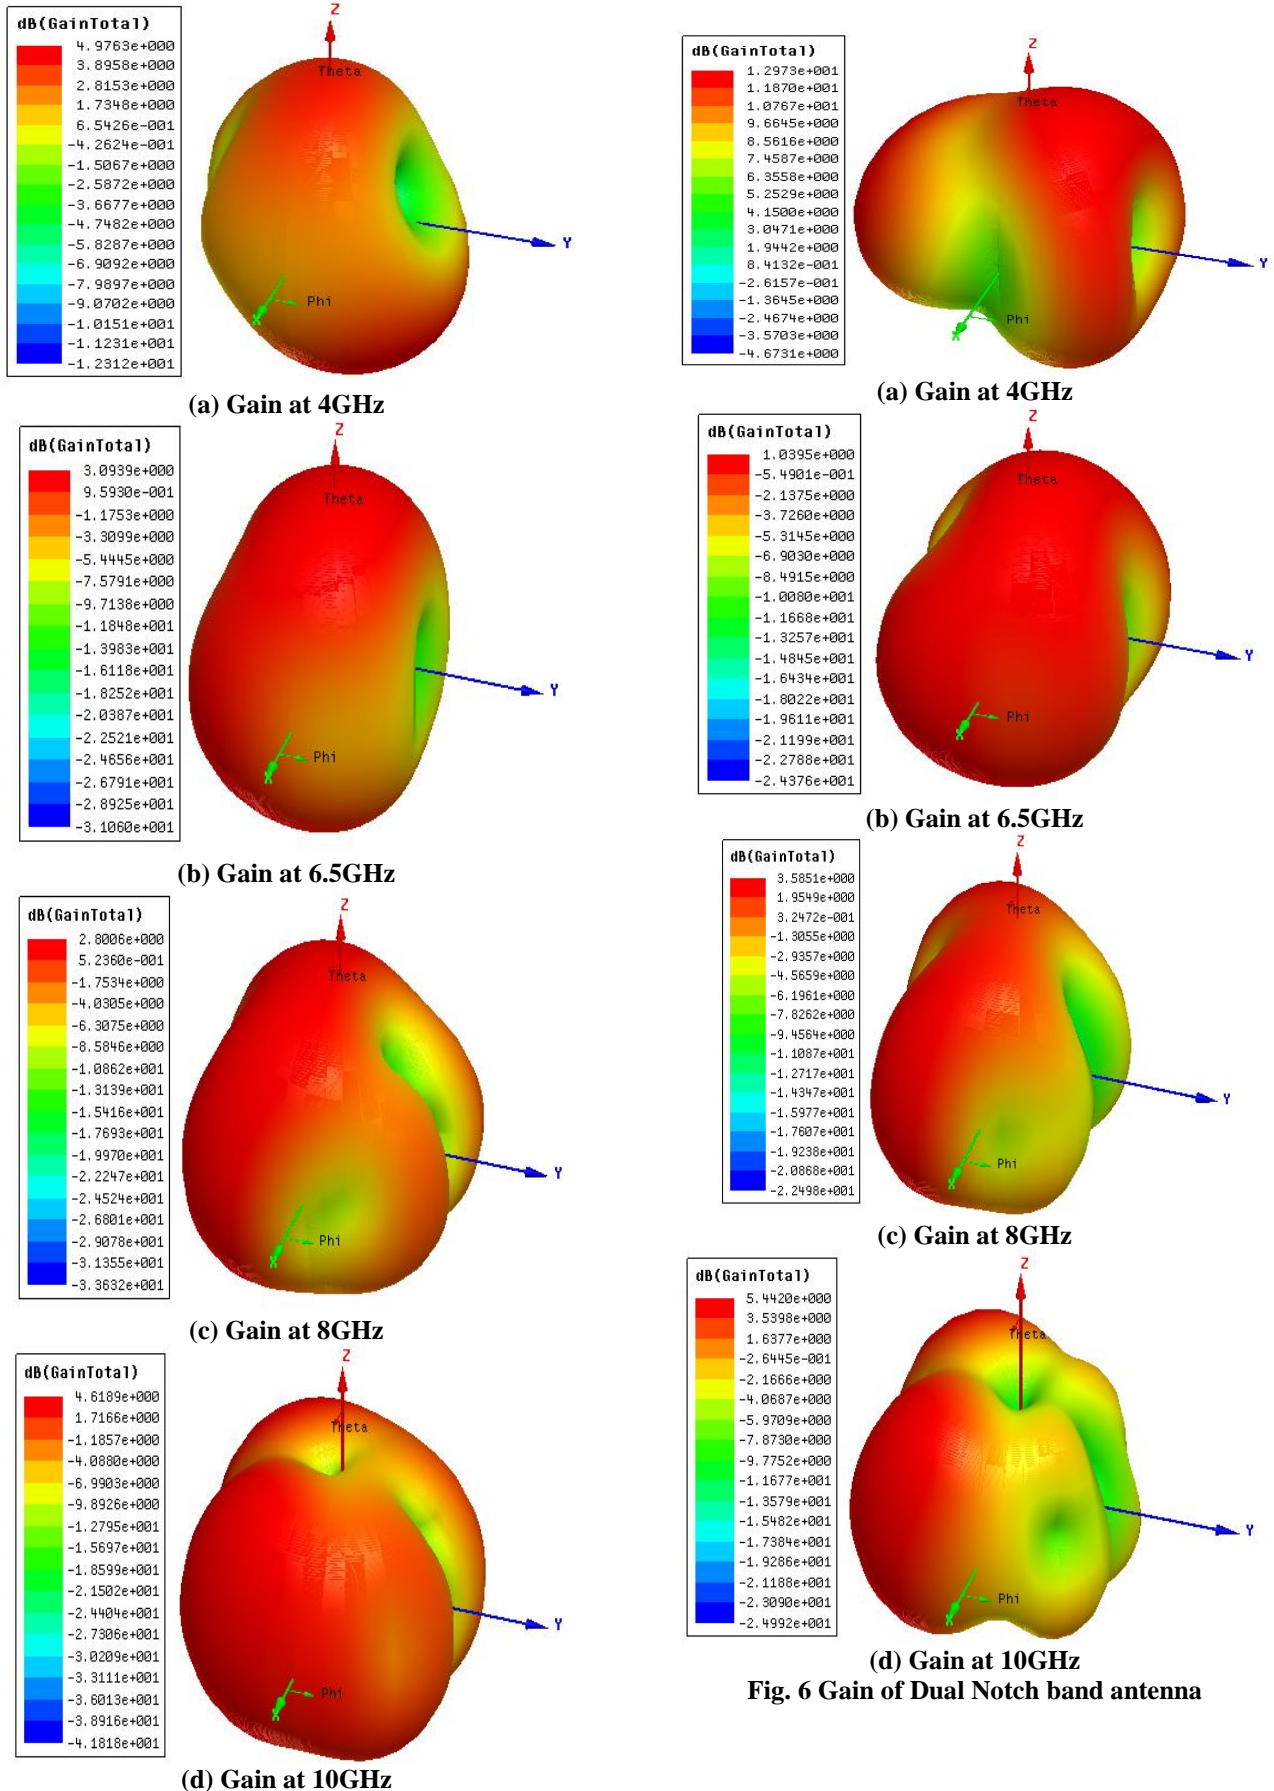 dB(GainTotal)
4.9763e+000
3.8958e+000
2.8153e+000
1.7348e+000
6.5426e-001
-4.2624e-001
-1.5067e+000
-2.5872e+000
-3.6677e+000
-4.7482e+000
-5.8287e+000
-6.9092e+000
-7.9897e+000
-9.0702e+000
-1.0151e+001
-1.1231e+001
-1.2312e+001
Z
Theta
Y
Phi
X
(a) Gain at 4GHz
dB(GainTotal)
3.0939e+000
9.5930e-001
-1.1753e+000
-3.3099e+000
-5.4445e+000
-7.5791e+000
-9.7138e+000
-1.1848e+001
-1.3983e+001
-1.6118e+001
-1.8252e+001
-2.0387e+001
-2.2521e+001
-2.4656e+001
-2.6791e+001
-2.8925e+001
-3.1060e+001
Z
Theta
Y
Phi
X
(b) Gain at 6.5GHz
dB(GainTotal)
2.8006e+000
5.2360e-001
-1.7534e+000
-4.0305e+000
-6.3075e+000
-8.5846e+000
-1.0862e+001
-1.3139e+001
-1.5416e+001
-1.7693e+001
-1.9970e+001
-2.2247e+001
-2.4524e+001
-2.6801e+001
-2.9078e+001
-3.1355e+001
-3.3632e+001
Z
Theta
Y
Phi
X
(c) Gain at 8GHz
dB(GainTotal)
4.6189e+000
1.7166e+000
-1.1857e+000
-4.0880e+000
-6.9903e+000
-9.8926e+000
-1.2795e+001
-1.5697e+001
-1.8599e+001
-2.1502e+001
-2.4404e+001
-2.7306e+001
-3.0209e+001
-3.3111e+001
-3.6013e+001
-3.8916e+001
-4.1818e+001
Z
Theta
Y
Phi
X
(d) Gain at 10GHz
dB(GainTotal)
1.2973e+001
1.1870e+001
1.0767e+001
9.6645e+000
8.5616e+000
7.4587e+000
6.3558e+000
5.2529e+000
4.1500e+000
3.0471e+000
1.9442e+000
8.4132e-001
-2.6157e-001
-1.3645e+000
-2.4674e+000
-3.5703e+000
-4.6731e+000
Z
Theta
Y
Phi
X
(a) Gain at 4GHz
dB(GainTotal)
1.0395e+000
-5.4901e-001
-2.1375e+000
-3.7260e+000
-5.3145e+000
-6.9030e+000
-8.4915e+000
-1.0080e+001
-1.1668e+001
-1.3257e+001
-1.4845e+001
-1.6434e+001
-1.8022e+001
-1.9611e+001
-2.1199e+001
-2.2788e+001
-2.4376e+001
Z
Theta
Y
Phi
X
(b) Gain at 6.5GHz
dB(GainTotal)
3.5851e+000
1.9549e+000
3.2472e-001
-1.3055e+000
-2.9357e+000
-4.5659e+000
-6.1961e+000
-7.8262e+000
-9.4564e+000
-1.1087e+001
-1.2717e+001
-1.4347e+001
-1.5977e+001
-1.7607e+001
-1.9238e+001
-2.0868e+001
-2.2498e+001
Z
Theta
Y
Phi
X
(c) Gain at 8GHz
dB(GainTotal)
5.4420e+000
3.5398e+000
1.6377e+000
-2.6445e-001
-2.1666e+000
-4.0687e+000
-5.9709e+000
-7.8730e+000
-9.7752e+000
-1.1677e+001
-1.3579e+001
-1.5482e+001
-1.7384e+001
-1.9286e+001
-2.1188e+001
-2.3090e+001
-2.4992e+001
Z
Theta
Y
Phi
X
(d) Gain at 10GHz
Fig. 6 Gain of Dual Notch band antenna